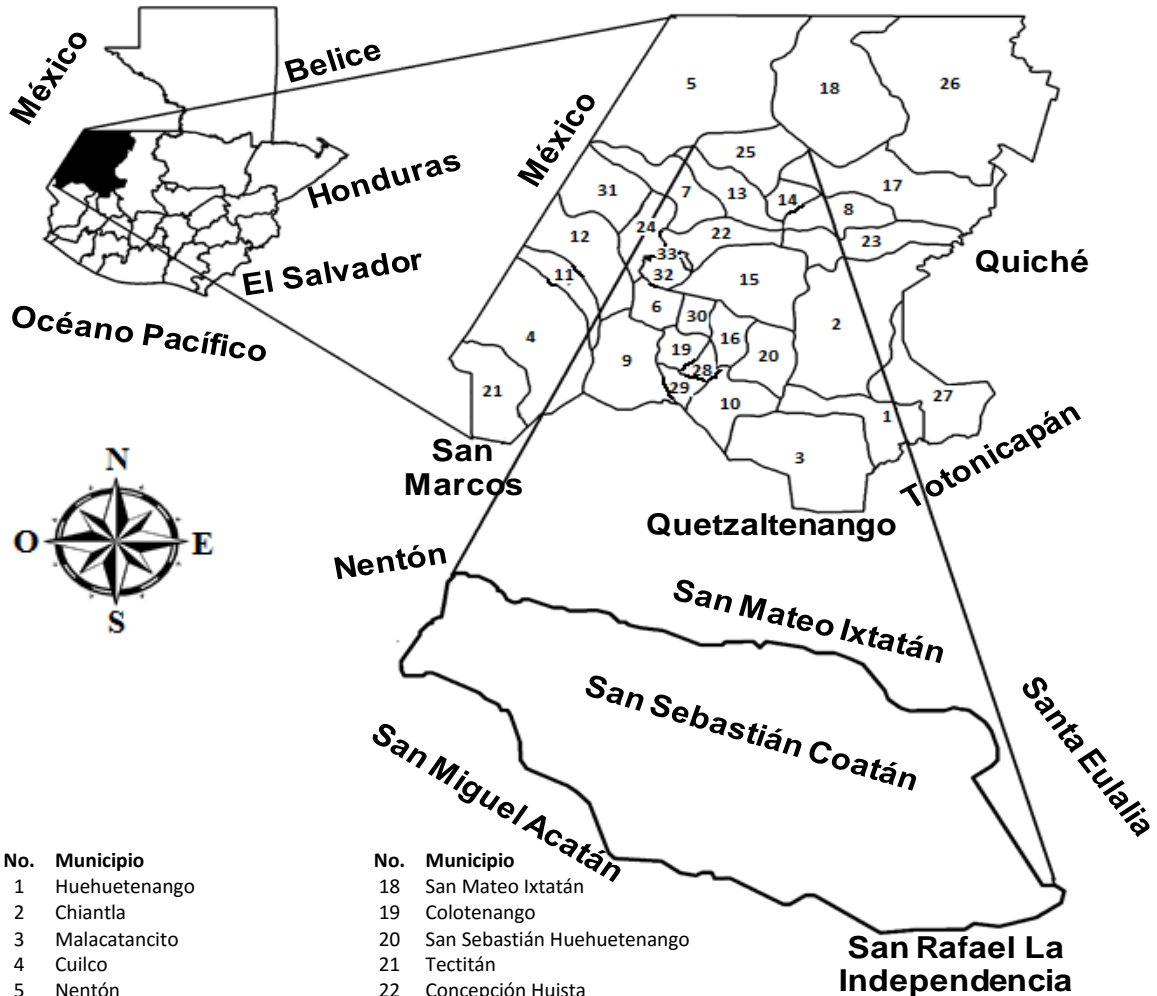 México
Belice
Honduras
El Salvador
Océano Pacífico
México
5
18
26
25
31
7
13
14
17
8
24
22
23
12
33
11
32
15
Quiché
6
30
2
4
16
19
9
20
28
21
29
27
10
1
3
San
Marcos
Totonicapán
Quetzaltenango
N
O
E
S
Nentón
San Mateo Ixtatán
San Sebastián Coatán
Santa Eulalia
San Miguel Acatán
San Rafael La
Independencia
No. Municipio
1 Huehuetenango
2 Chiantla
3 Malacatancito
4 Cuilco
5 Nentón
No. Municipio
18 San Mateo Ixtatán
19 Colotenango
20 San Sebastián Huehuetenango
21 Tectitán
22 Concepción Huista